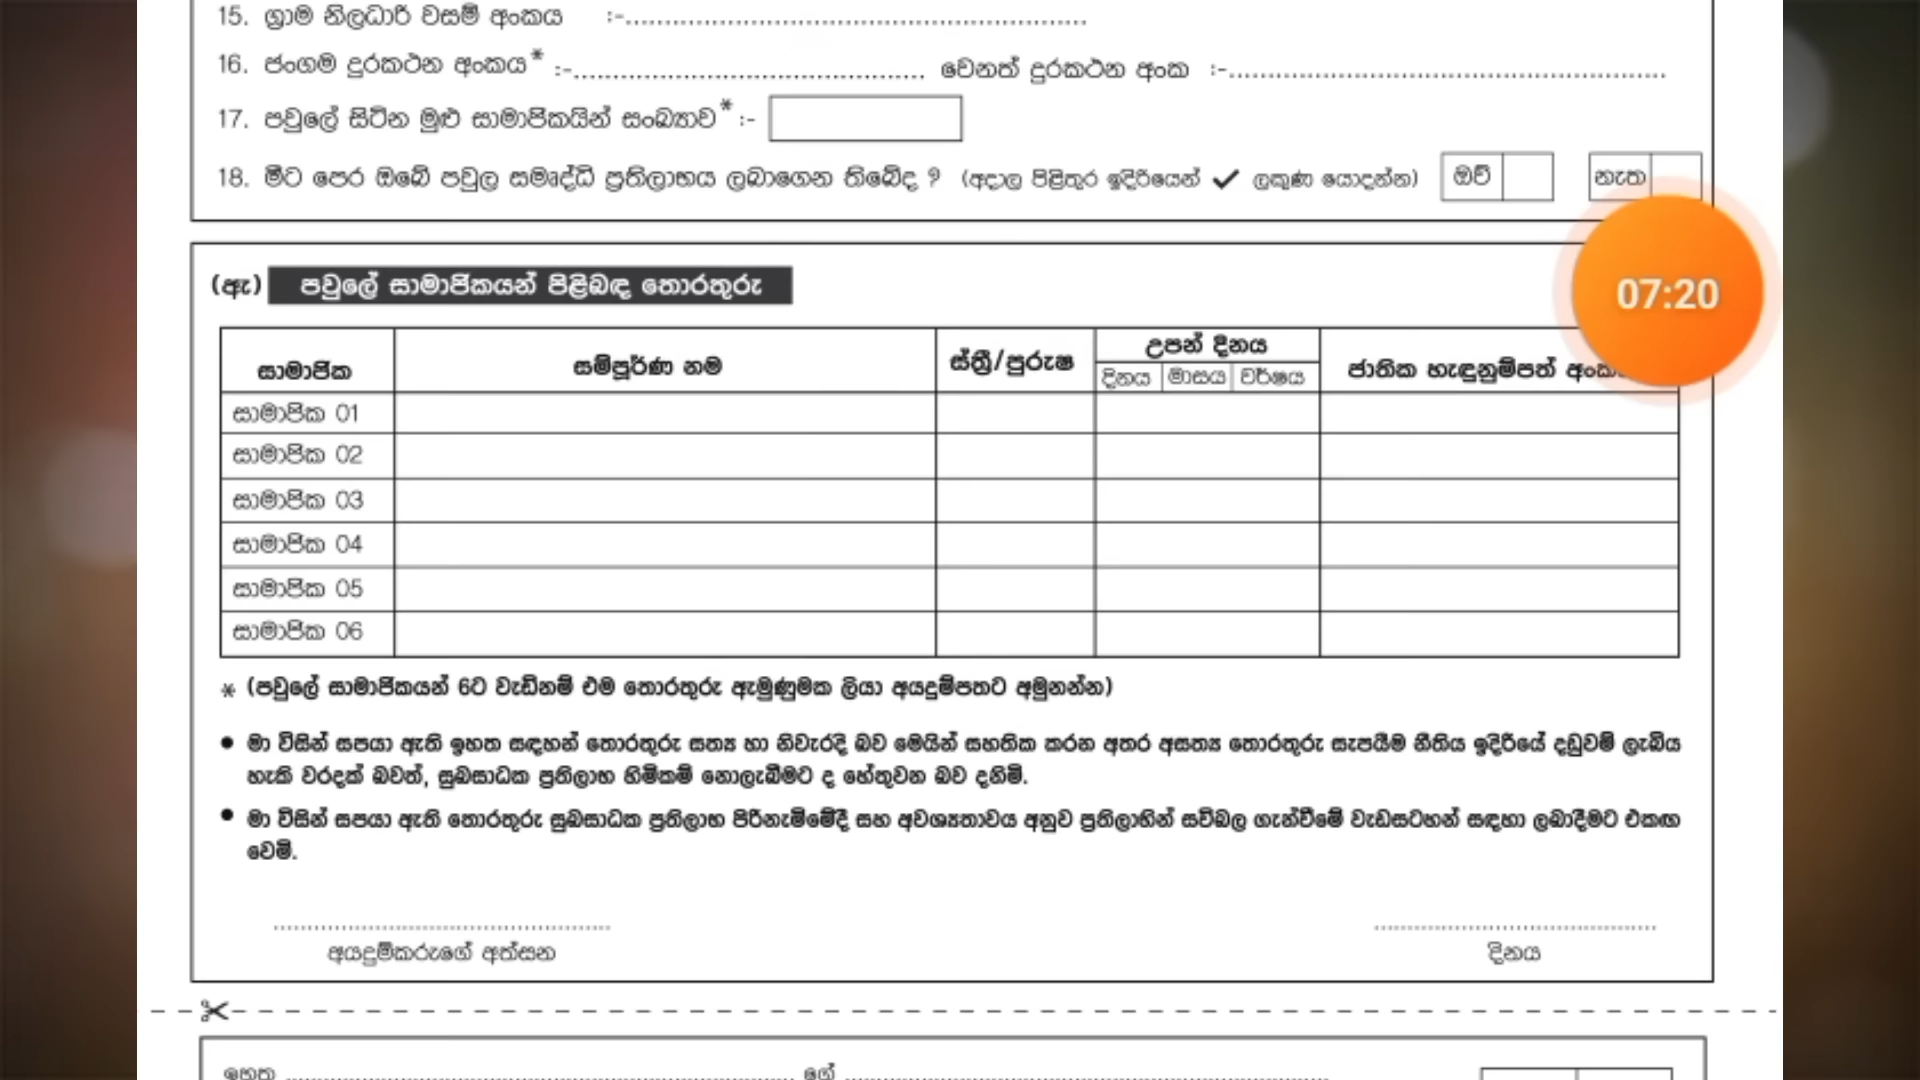 15. ග්‍රාම නිලධාරී වසම් අංකය :-
16. ජංගම දුරකථන අංකය* :- වෙනත් දුරකථන අංක :-
17. පවුලේ සිටින මුළු සාමාජිකයින් සංඛ්‍යාව* :-
18. මීට පෙර ඔබේ පවුල සමෘද්ධි ප්‍රතිලාභය ලබාගෙන තිබේද ? (අදාල පිළිතුර ඉදිරියෙන් ✓ ලකුණ යොදන්න) ඔව් නැත
07:20
(ඇ) පවුලේ සාමාජිකයන් පිළිබඳ තොරතුරු
සාමාජික සම්පූර්ණ නම ස්ත්‍රී/පුරුෂ උපන් දිනය ජාතික හැඳුනුම්පත්
දිනය මාසය වර්ෂය
සාමාජික 01
සාමාජික 02
සාමාජික 03
සාමාජික 04
සාමාජික 05
සාමාජික 06
* (පවුලේ සාමාජිකයන් 6ට වැඩිනම් එම තොරතුරු ඇමුණුමක ලියා අයදුම්පතට අමුනන්න)
● මා විසින් සපයා ඇති ඉහත සඳහන් තොරතුරු සත්‍ය හා නිවැරදි බව මෙයින් සහතික කරන අතර අසත්‍ය තොරතුරු සැපයීම නීතිය ඉදිරියේ දඬුවම් ලැබිය
හැකි වරදක් බවත්, සුබසාධක ප්‍රතිලාභ හිමිකම් නොලැබීමට ද හේතුවන බව දනිමි.
● මා විසින් සපයා ඇති තොරතුරු සුබසාධක ප්‍රතිලාභ පිරිනැමීමේදී සහ අවශ්‍යතාවය අනුව ප්‍රතිලාභීන් සවිබල ගැන්වීමේ වැඩසටහන් සඳහා ලබාදීමට එකඟ
වෙමි.
අයදුම්කරුගේ අත්සන දිනය
ඉහත ගේ